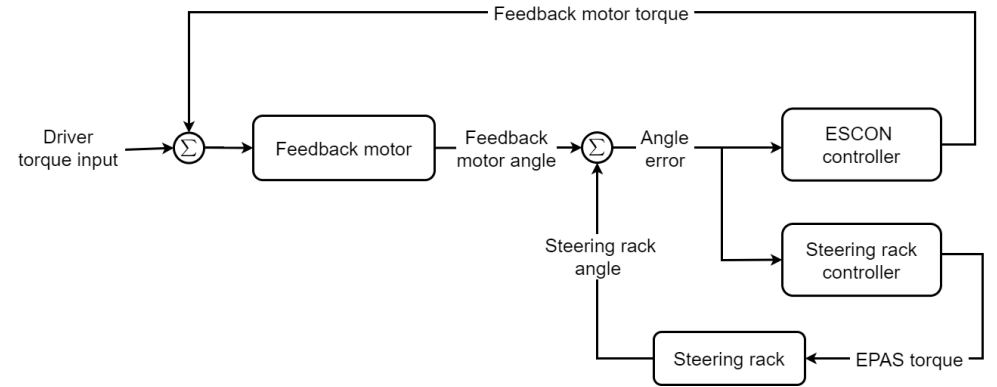 Feedback motor torque
Driver
torque input
Σ
Feedback motor
Feedback
motor angle
Σ
Angle
error
ESCON
controller
Steering rack
angle
Steering rack
controller
Steering rack
EPAS torque